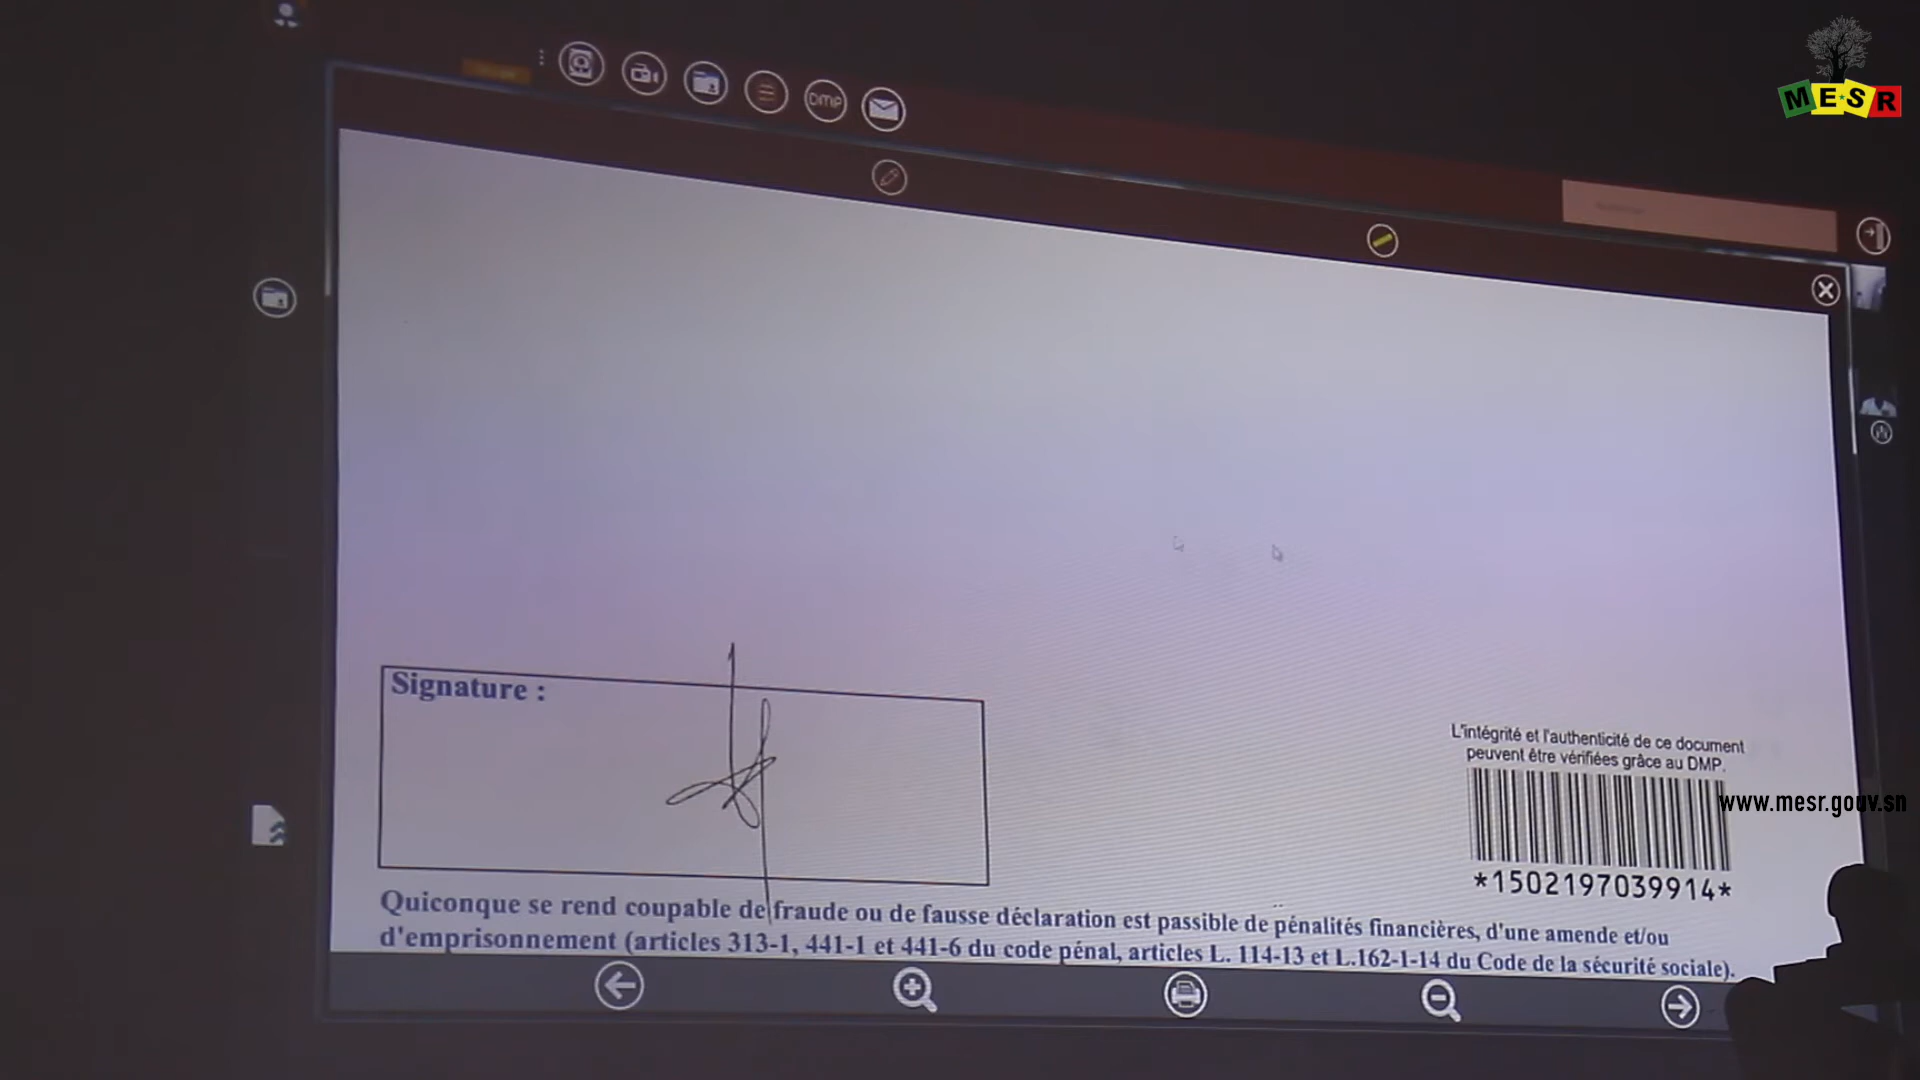 MESR
DMP
Signature :
L'intégrité et l'authenticité de ce document
peuvent être vérifiées grâce au DMP.
www.mesr.gouv.sn
*1502197039914*
Quiconque se rend coupable de fraude ou de fausse déclaration est passible de pénalités financières, d'une amende et/ou
d'emprisonnement (articles 313-1, 441-1 et 441-6 du code pénal, articles L. 114-13 et L.162-1-14 du Code de la sécurité sociale).